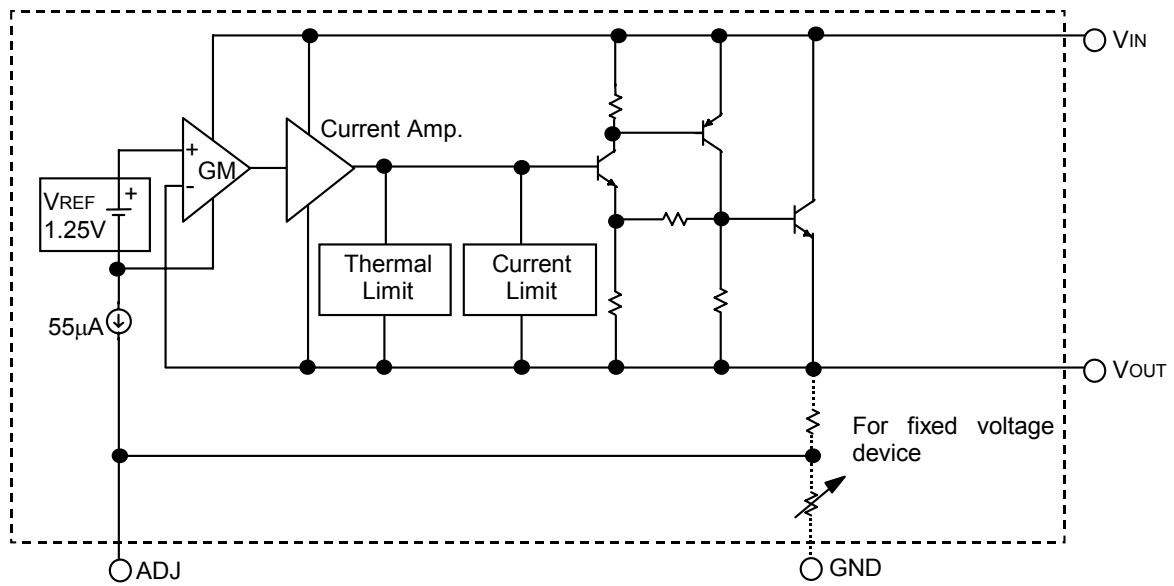 VIN
Current Amp.
+
GM
-
VREF
+
1.25V
Thermal
Limit
Current
Limit
55µA
VOUT
For fixed voltage
device
ADJ
GND